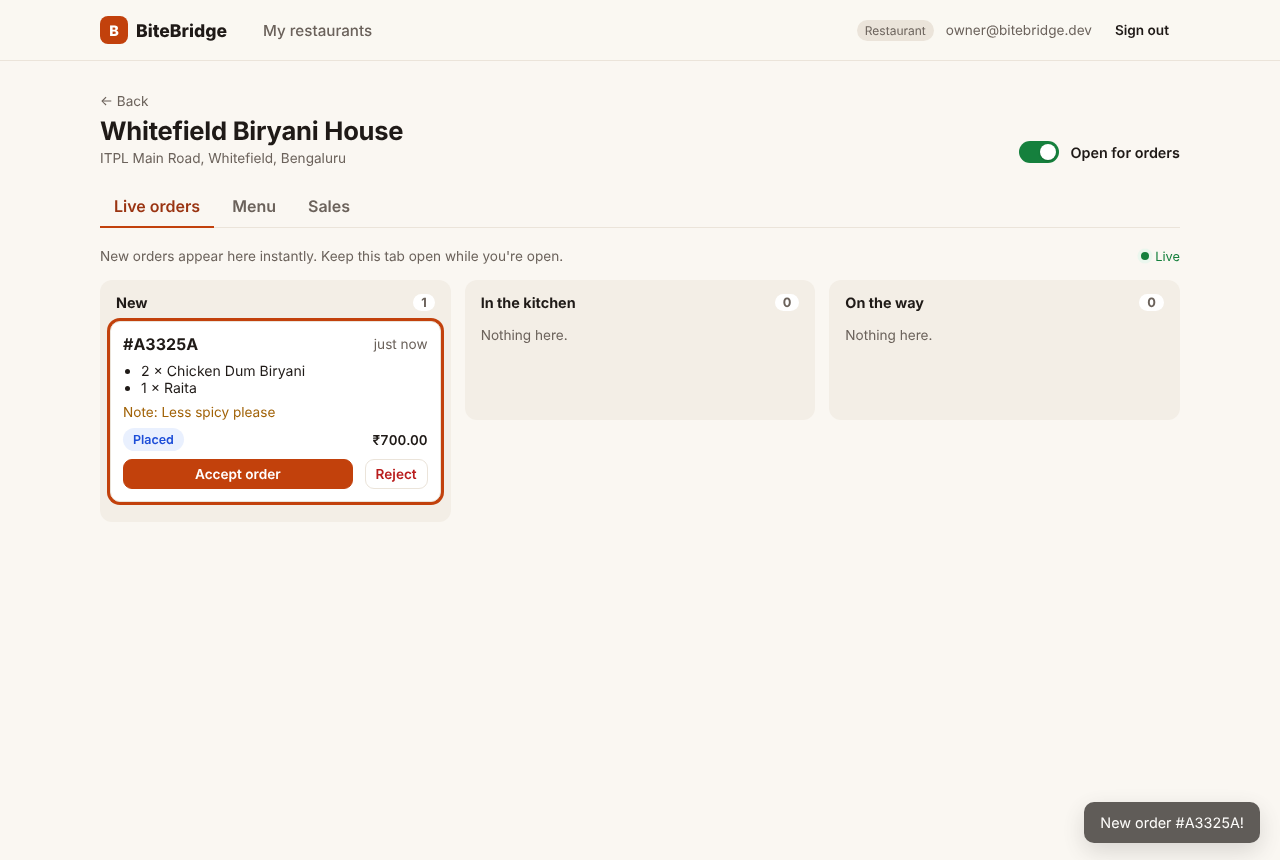 B BiteBridge My restaurants Restaurant owner@bitebridge.dev Sign out
← Back
Whitefield Biryani House
ITPL Main Road, Whitefield, Bengaluru
Open for orders
Live orders Menu Sales
New orders appear here instantly. Keep this tab open while you're open.
Live
New 1
#A3325A just now
• 2 × Chicken Dum Biryani
• 1 × Raita
Note: Less spicy please
Placed ₹700.00
Accept order Reject
In the kitchen 0
Nothing here.
On the way 0
Nothing here.
New order #A3325A!